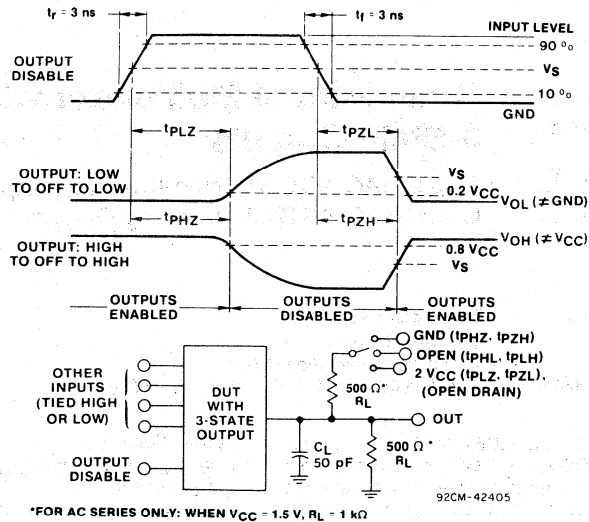 tr = 3 ns
tf = 3 ns
INPUT LEVEL
90 %
OUTPUT
DISABLE
VS
10 %
GND
tPLZ
tPZL
OUTPUT: LOW
TO OFF TO LOW
VS
0.2 VCC
VOL (≠ GND)
tPHZ
tPZH
OUTPUT: HIGH
TO OFF TO HIGH
VOH (≠ VCC)
0.8 VCC
VS
OUTPUTS
ENABLED
OUTPUTS
DISABLED
OUTPUTS
ENABLED
GND (tPHZ, tPZH)
OPEN (tPHL, tPLH)
2 VCC (tPLZ, tPZL),
(OPEN DRAIN)
OTHER
INPUTS
(TIED HIGH
OR LOW)
DUT
WITH
3-STATE
OUTPUT
500 Ω*
RL
OUT
OUTPUT
DISABLE
CL
50 pF
500 Ω*
RL
92CM-42405
*FOR AC SERIES ONLY: WHEN VCC = 1.5 V, RL = 1 kΩ